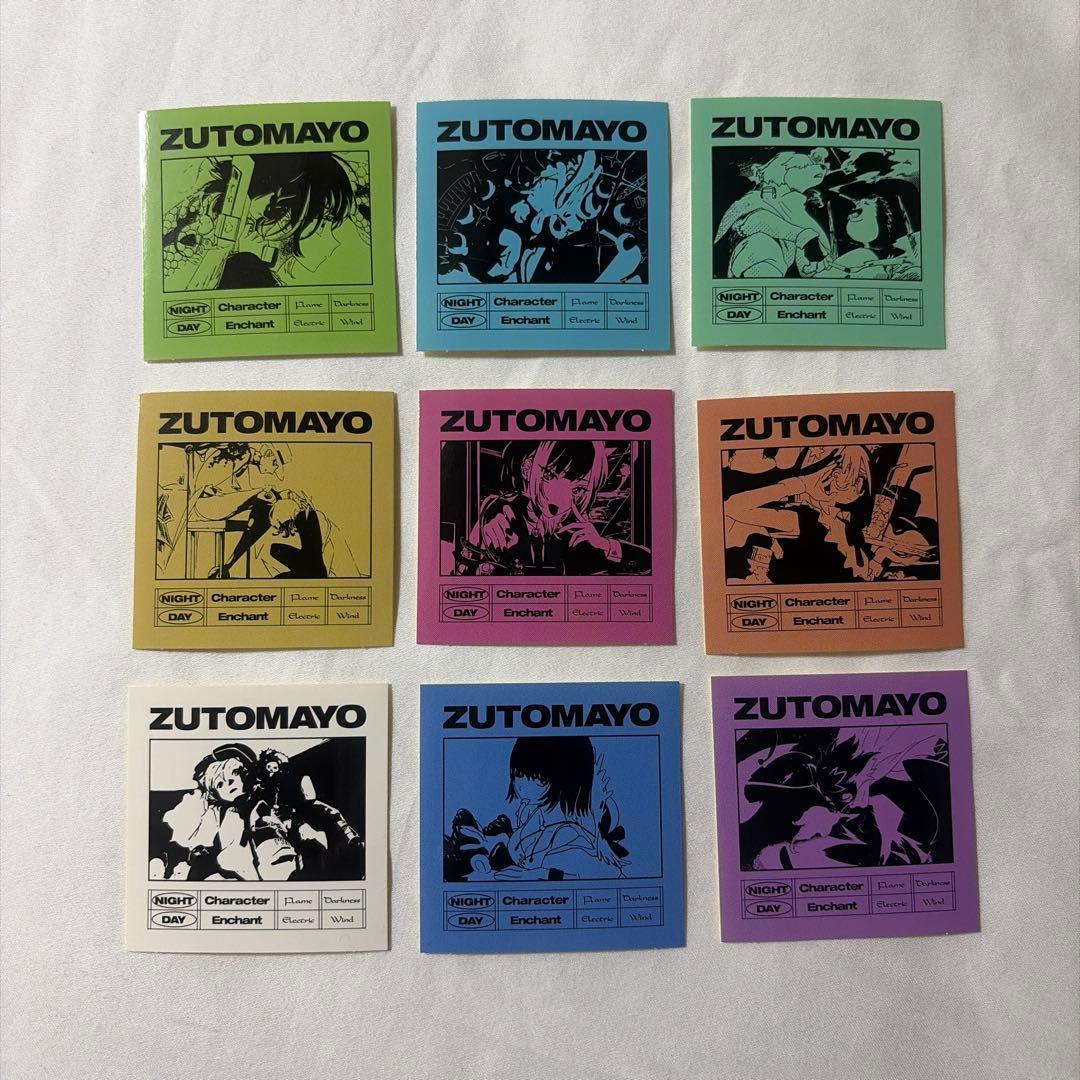 ZUTOMAYO
NIGHT Character Flame Darkness
DAY Enchant Electric Wind
ZUTOMAYO
NIGHT Character Flame Darkness
DAY Enchant Electric Wind
ZUTOMAYO
NIGHT Character Flame Darkness
DAY Enchant Electric Wind
ZUTOMAYO
NIGHT Character Flame Darkness
DAY Enchant Electric Wind
ZUTOMAYO
NIGHT Character Flame Darkness
DAY Enchant Electric Wind
ZUTOMAYO
NIGHT Character Flame Darkness
DAY Enchant Electric Wind
ZUTOMAYO
NIGHT Character Flame Darkness
DAY Enchant Electric Wind
ZUTOMAYO
NIGHT Character Flame Darkness
DAY Enchant Electric Wind
ZUTOMAYO
NIGHT Character Flame Darkness
DAY Enchant Electric Wind